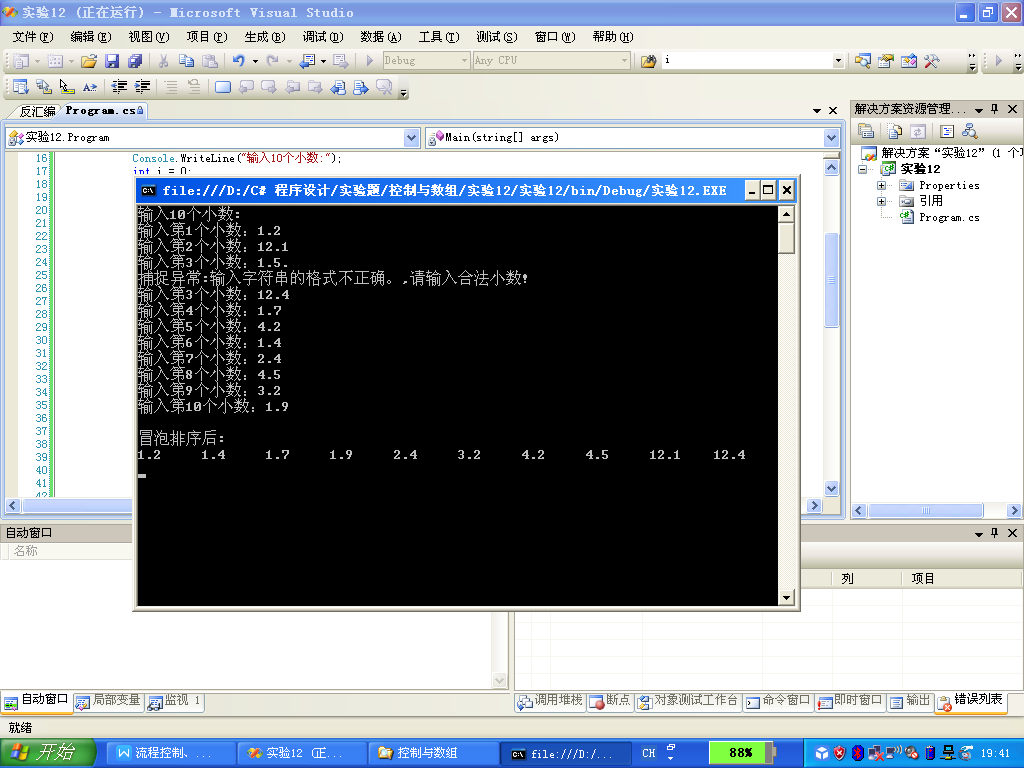 实验12 (正在运行) - Microsoft Visual Studio
文件(F) 编辑(E) 视图(V) 项目(P) 生成(B) 调试(D) 数据(A) 工具(T) 测试(S) 窗口(W) 帮助(H)
Debug Any CPU i
反汇编 Program.cs
实验12.Program Main(string[] args)
16 Console.WriteLine("输入10个小数:");
17 int i = 0;
18
19
20
21
22
23
24
25
26
27
28
29
30
31
32
33
34
35
36
37
38
39
40
41
42
file:///D:/C# 程序设计/实验题/控制与数组/实验12/实验12/bin/Debug/实验12.EXE
输入10个小数:
输入第1个小数: 1.2
输入第2个小数: 12.1
输入第3个小数: 1.5.
捕捉异常:输入字符串的格式不正确。,请输入合法小数!
输入第3个小数: 12.4
输入第4个小数: 1.7
输入第5个小数: 4.2
输入第6个小数: 1.4
输入第7个小数: 2.4
输入第8个小数: 4.5
输入第9个小数: 3.2
输入第10个小数: 1.9
冒泡排序后:
1.2 1.4 1.7 1.9 2.4 3.2 4.2 4.5 12.1 12.4
解决方案资源管理...
解决方案“实验12”(1 个
实验12
Properties
引用
Program.cs
自动窗口
名称
列 项目
自动窗口 局部变量 监视 1
调用堆栈 断点 对象测试工作台 命令窗口 即时窗口 输出 错误列表
就绪
开始 流程控制、... 实验12 (正... 控制与数组 file:///D:/... CH 88% 19:41